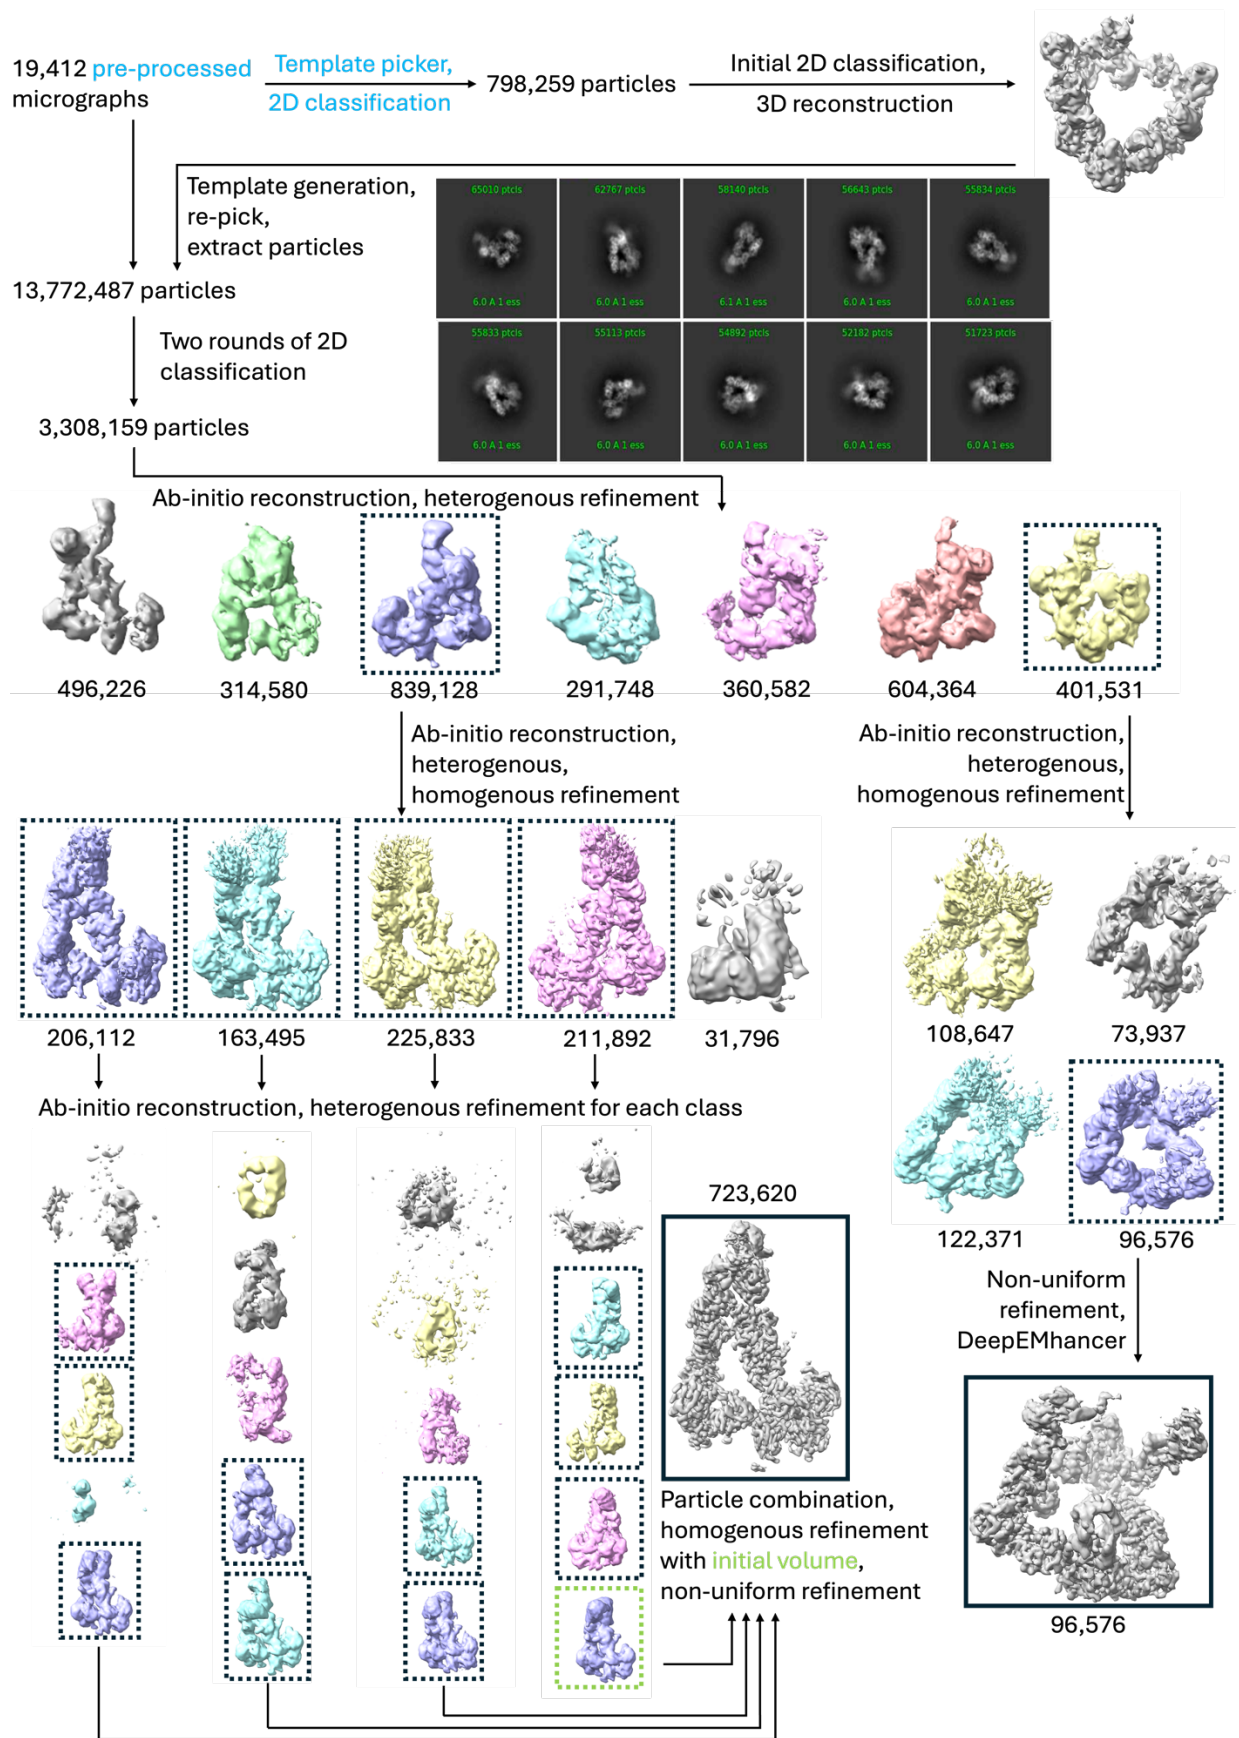 19,412 pre-processed
micrographs
Template picker,
2D classification
798,259 particles
Initial 2D classification,
3D reconstruction
Template generation,
re-pick,
extract particles
65010 ptcls
62767 ptcls
58140 ptcls
56643 ptcls
55834 ptcls
6.0 A 1 ess
6.0 A 1 ess
6.1 A 1 ess
6.0 A 1 ess
6.0 A 1 ess
13,772,487 particles
Two rounds of 2D
classification
55833 ptcls
55113 ptcls
54892 ptcls
52182 ptcls
51723 ptcls
6.0 A 1 ess
6.0 A 1 ess
6.0 A 1 ess
6.0 A 1 ess
6.0 A 1 ess
3,308,159 particles
Ab-initio reconstruction, heterogenous refinement
496,226
314,580
839,128
291,748
360,582
604,364
401,531
Ab-initio reconstruction,
heterogenous,
homogenous refinement
Ab-initio reconstruction,
heterogenous,
homogenous refinement
206,112
163,495
225,833
211,892
31,796
108,647
73,937
Ab-initio reconstruction, heterogenous refinement for each class
723,620
122,371
96,576
Non-uniform
refinement,
DeepEMhancer
Particle combination,
homogenous refinement
with initial volume,
non-uniform refinement
96,576